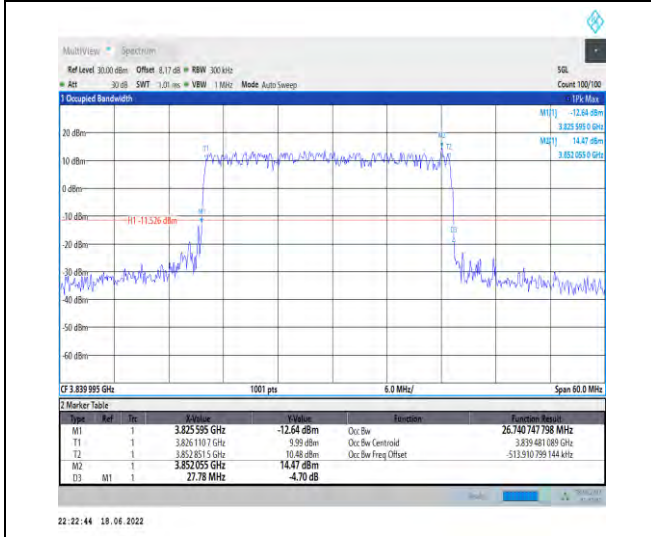 MultiView Spectrum
Ref Level 30.00 dBm Offset 8.17 dB RBW 300 kHz SGL
Att 30 dB SWT 1.01 ms VBW 1 MHz Mode Auto Sweep Count 100/100
1 Occupied Bandwidth 1Pk Max
M1[1] -12.64 dBm
3.825 595 0 GHz
M2[1] 14.47 dBm
3.852 055 0 GHz
20 dBm
M2
T1 T2
10 dBm
0 dBm
M1
-10 dBm
H1 -11.526 dBm
D3
-20 dBm
-30 dBm
-40 dBm
-50 dBm
-60 dBm
CF 3.839 995 GHz 1001 pts 6.0 MHz/ Span 60.0 MHz
2 Marker Table
Type Ref Trc X-Value Y-Value Function Function Result
M1 1 3.825 595 GHz -12.64 dBm Occ Bw 26.740 747 798 MHz
T1 1 3.826 110 7 GHz 9.99 dBm Occ Bw Centroid 3.839 481 089 GHz
T2 1 3.852 851 5 GHz 10.48 dBm Occ Bw Freq Offset -513.910 799 144 kHz
M2 1 3.852 055 GHz 14.47 dBm
D3 M1 1 27.78 MHz -4.70 dB
22:22:44 18.06.2022